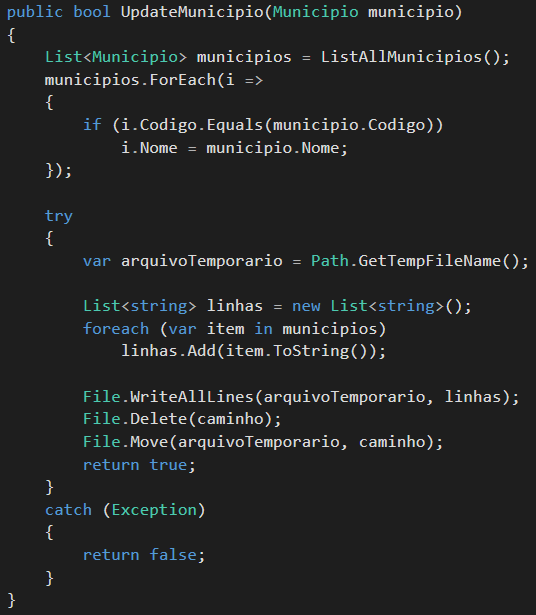 public bool UpdateMunicipio(Municipio municipio)
{
    List<Municipio> municipios = ListAllMunicipios();
    municipios.ForEach(i =>
    {
        if (i.Codigo.Equals(municipio.Codigo))
            i.Nome = municipio.Nome;
    });

    try
    {
        var arquivoTemporario = Path.GetTempFileName();

        List<string> linhas = new List<string>();
        foreach (var item in municipios)
            linhas.Add(item.ToString());

        File.WriteAllLines(arquivoTemporario, linhas);
        File.Delete(caminho);
        File.Move(arquivoTemporario, caminho);
        return true;
    }
    catch (Exception)
    {
        return false;
    }
}